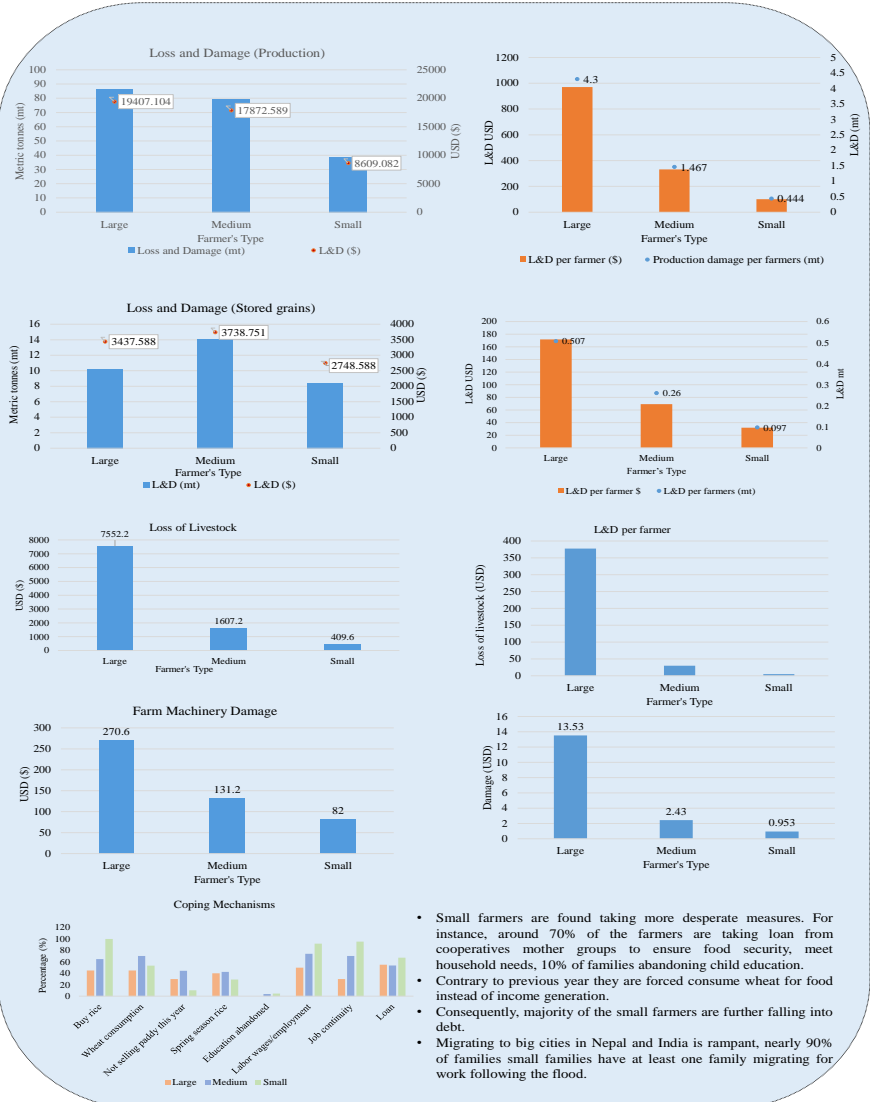 Loss and Damage (Production)
100
90
80
70
60
50
40
30
20
10
0
Metric tonnes (mt)
25000
20000
15000
10000
5000
0
USD ($)
19407.104
17872.589
8609.082
Large
Medium
Small
Farmer's Type
Loss and Damage (mt)
L&D ($)
1200
1000
800
600
400
200
0
L&D USD
5
4.5
4
3.5
3
2.5
2
1.5
1
0.5
0
L&D (mt)
4.3
1.467
0.444
Large
Medium
Small
Farmer's Type
L&D per farmer ($)
Production damage per farmers (mt)
Loss and Damage (Stored grains)
16
14
12
10
8
6
4
2
0
Metric tonnes (mt)
4000
3500
3000
2500
2000
1500
1000
500
0
USD ($)
3437.588
3738.751
2748.588
Large
Medium
Small
Farmer's Type
L&D (mt)
L&D ($)
200
180
160
140
120
100
80
60
40
20
0
L&D USD
0.6
0.5
0.4
0.3
0.2
0.1
0
L&D mt
0.507
0.26
0.097
Large
Medium
Small
Farmer's Type
L&D per farmer $
L&D per farmers (mt)
Loss of Livestock
8000
7000
6000
5000
4000
3000
2000
1000
0
USD ($)
7552.2
1607.2
409.6
Large
Medium
Small
Farmer's Type
L&D per farmer
400
350
300
250
200
150
100
50
0
Loss of livestock (USD)
Large
Medium
Small
Farmer's Type
Farm Machinery Damage
300
250
200
150
100
50
0
USD ($)
270.6
131.2
82
Large
Medium
Small
Farmer's Type
16
14
12
10
8
6
4
2
0
Damage (USD)
13.53
2.43
0.953
Large
Medium
Small
Farmer's Type
Coping Mechanisms
120
100
80
60
40
20
0
Percentage (%)
Buy rice
Wheat consumption
Not selling paddy this year
Spring season rice
Education abandoned
Labor wages/employment
Job continuity
Loan
Large
Medium
Small
• Small farmers are found taking more desperate measures. For
instance, around 70% of the farmers are taking loan from
cooperatives mother groups to ensure food security, meet
household needs, 10% of families abandoning child education.
• Contrary to previous year they are forced consume wheat for food
instead of income generation.
• Consequently, majority of the small farmers are further falling into
debt.
• Migrating to big cities in Nepal and India is rampant, nearly 90%
of families small families have at least one family migrating for
work following the flood.